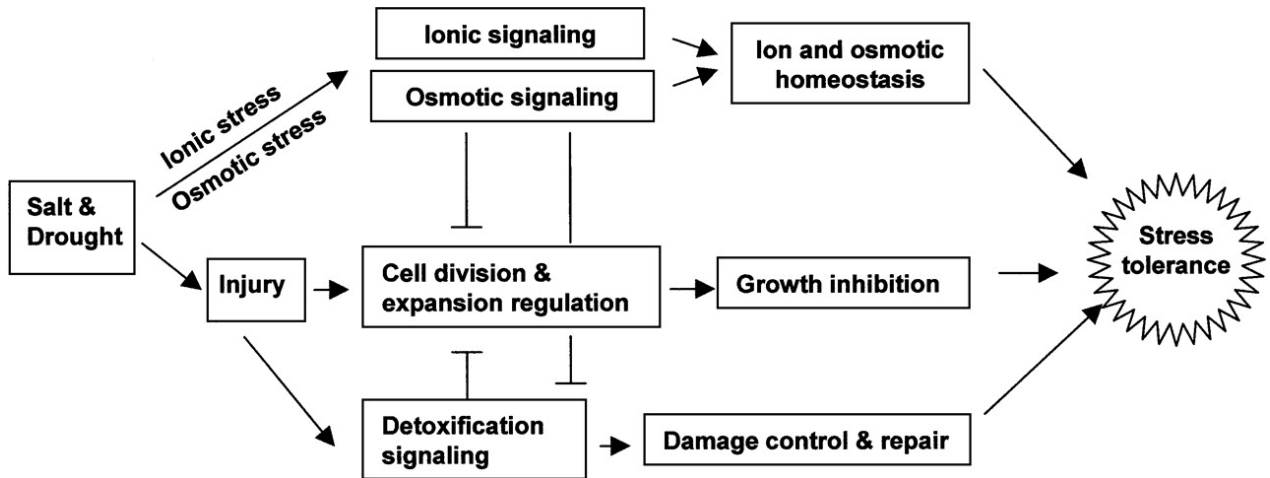 Ionic signaling
Osmotic signaling
Ion and osmotic
homeostasis
Ionic stress
Osmotic stress
Salt &
Drought
Injury
Cell division &
expansion regulation
Growth inhibition
Stress
tolerance
Detoxification
signaling
Damage control & repair